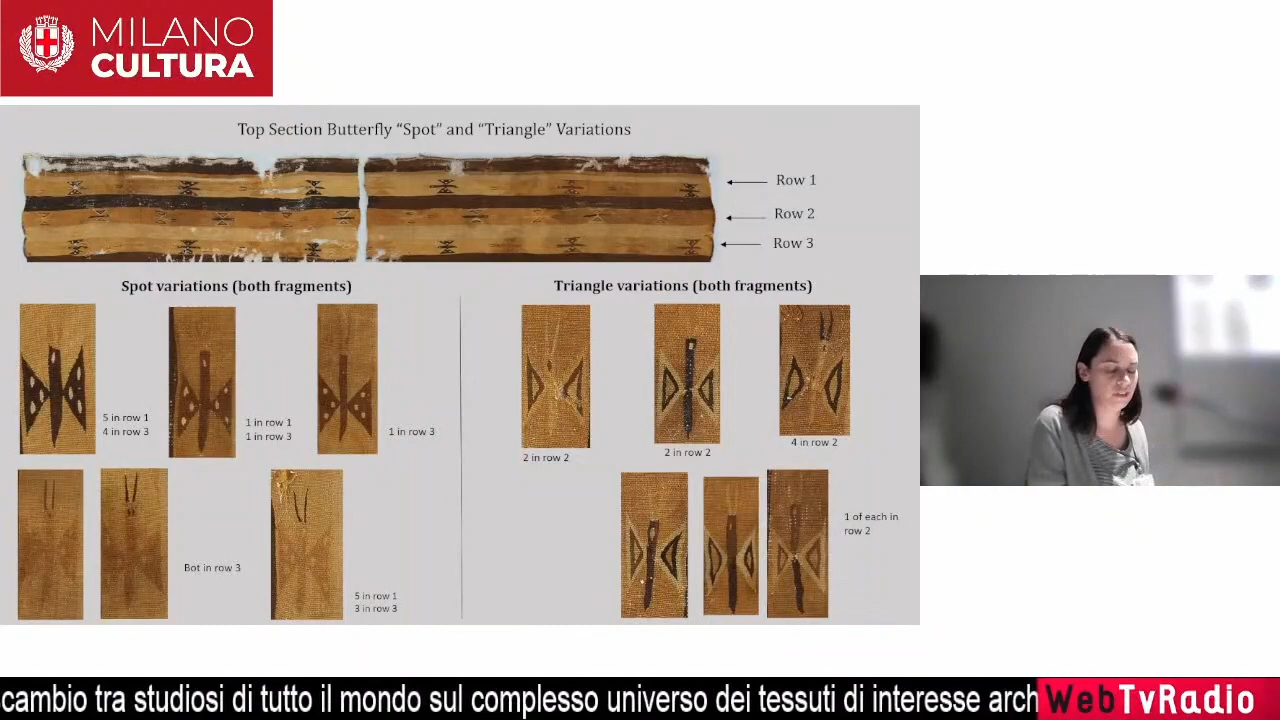 MILANO
CULTURA
Top Section Butterfly “Spot” and “Triangle” Variations
Row 1
Row 2
Row 3
Spot variations (both fragments)
Triangle variations (both fragments)
5 in row 1
4 in row 3
1 in row 1
1 in row 3
1 in row 3
2 in row 2
2 in row 2
4 in row 2
Bot in row 3
5 in row 1
3 in row 3
1 of each in
row 2
cambio tra studiosi di tutto il mondo sul complesso universo dei tessuti di interesse arch
WebTvRadio